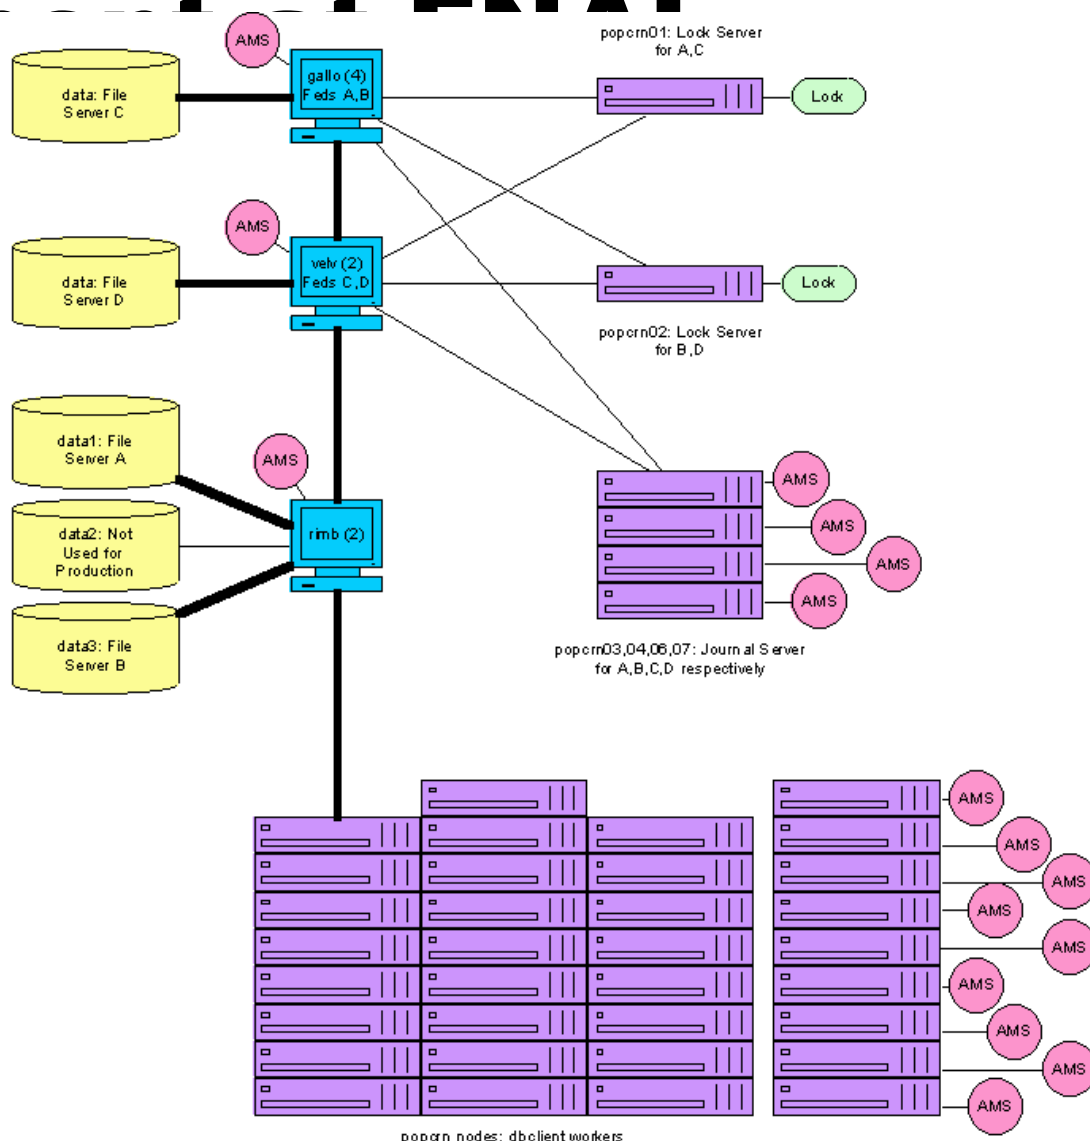 AMS
data: File
Server C
gallo (4)
Feds A,B
popcrn01: Lock Server
for A,C
Lock
AMS
data: File
Server D
velv (2)
Feds C,D
Lock
popcrn02: Lock Server
for B,D
data1: File
Server A
AMS
data2: Not
Used for
Production
rimb (2)
data3: File
Server B
AMS
AMS
AMS
AMS
popcrn03,04,06,07: Journal Server
for A,B,C,D respectively
AMS
AMS
AMS
AMS
AMS
AMS
AMS
AMS
AMS
popcrn nodes: dbclient workers